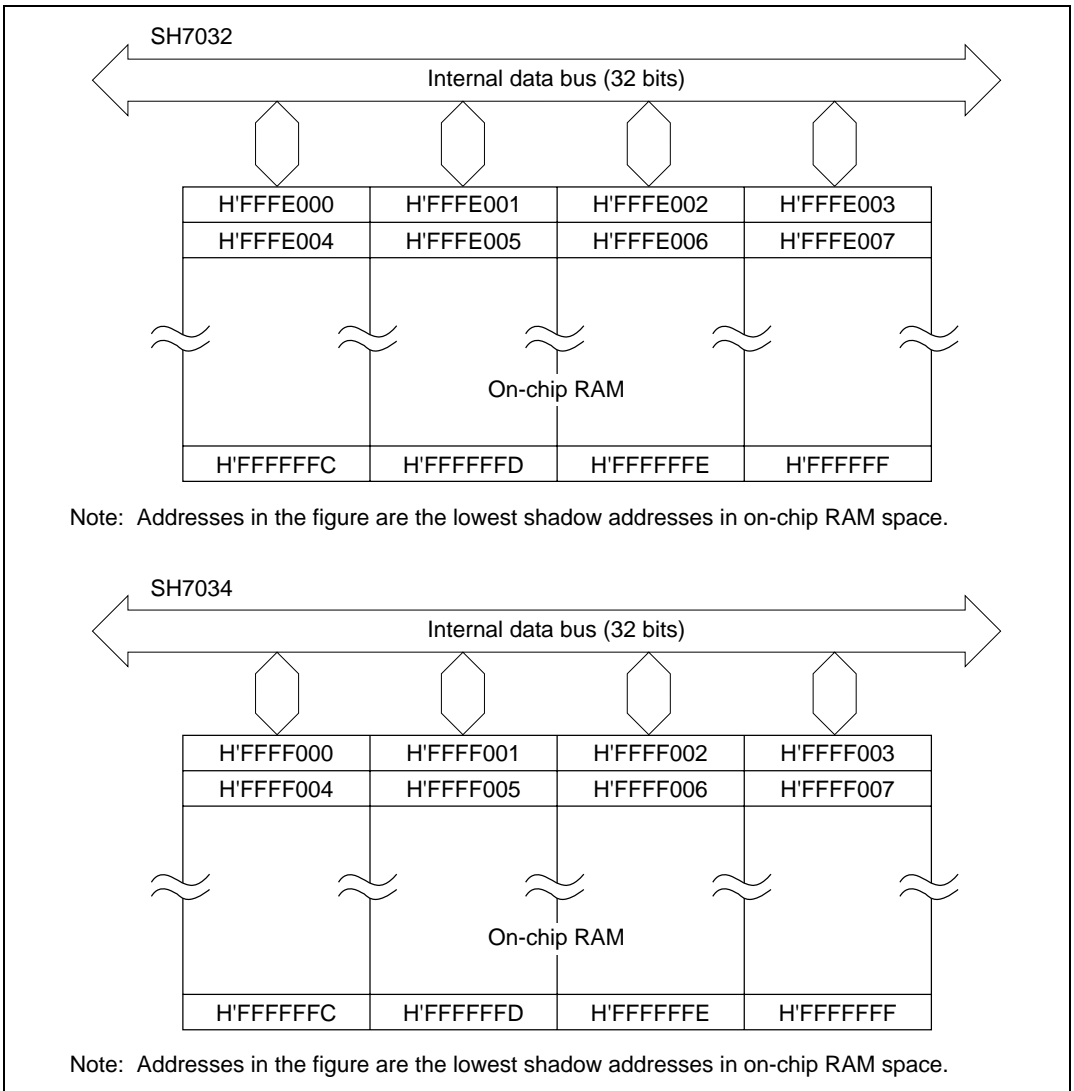 SH7032
Internal data bus (32 bits)
H'FFFE000 H'FFFE001 H'FFFE002 H'FFFE003
H'FFFE004 H'FFFE005 H'FFFE006 H'FFFE007
On-chip RAM
H'FFFFFFC H'FFFFFFD H'FFFFFFE H'FFFFFF
Note: Addresses in the figure are the lowest shadow addresses in on-chip RAM space.
SH7034
Internal data bus (32 bits)
H'FFFF000 H'FFFF001 H'FFFF002 H'FFFF003
H'FFFF004 H'FFFF005 H'FFFF006 H'FFFF007
On-chip RAM
H'FFFFFFC H'FFFFFFD H'FFFFFFE H'FFFFFFF
Note: Addresses in the figure are the lowest shadow addresses in on-chip RAM space.